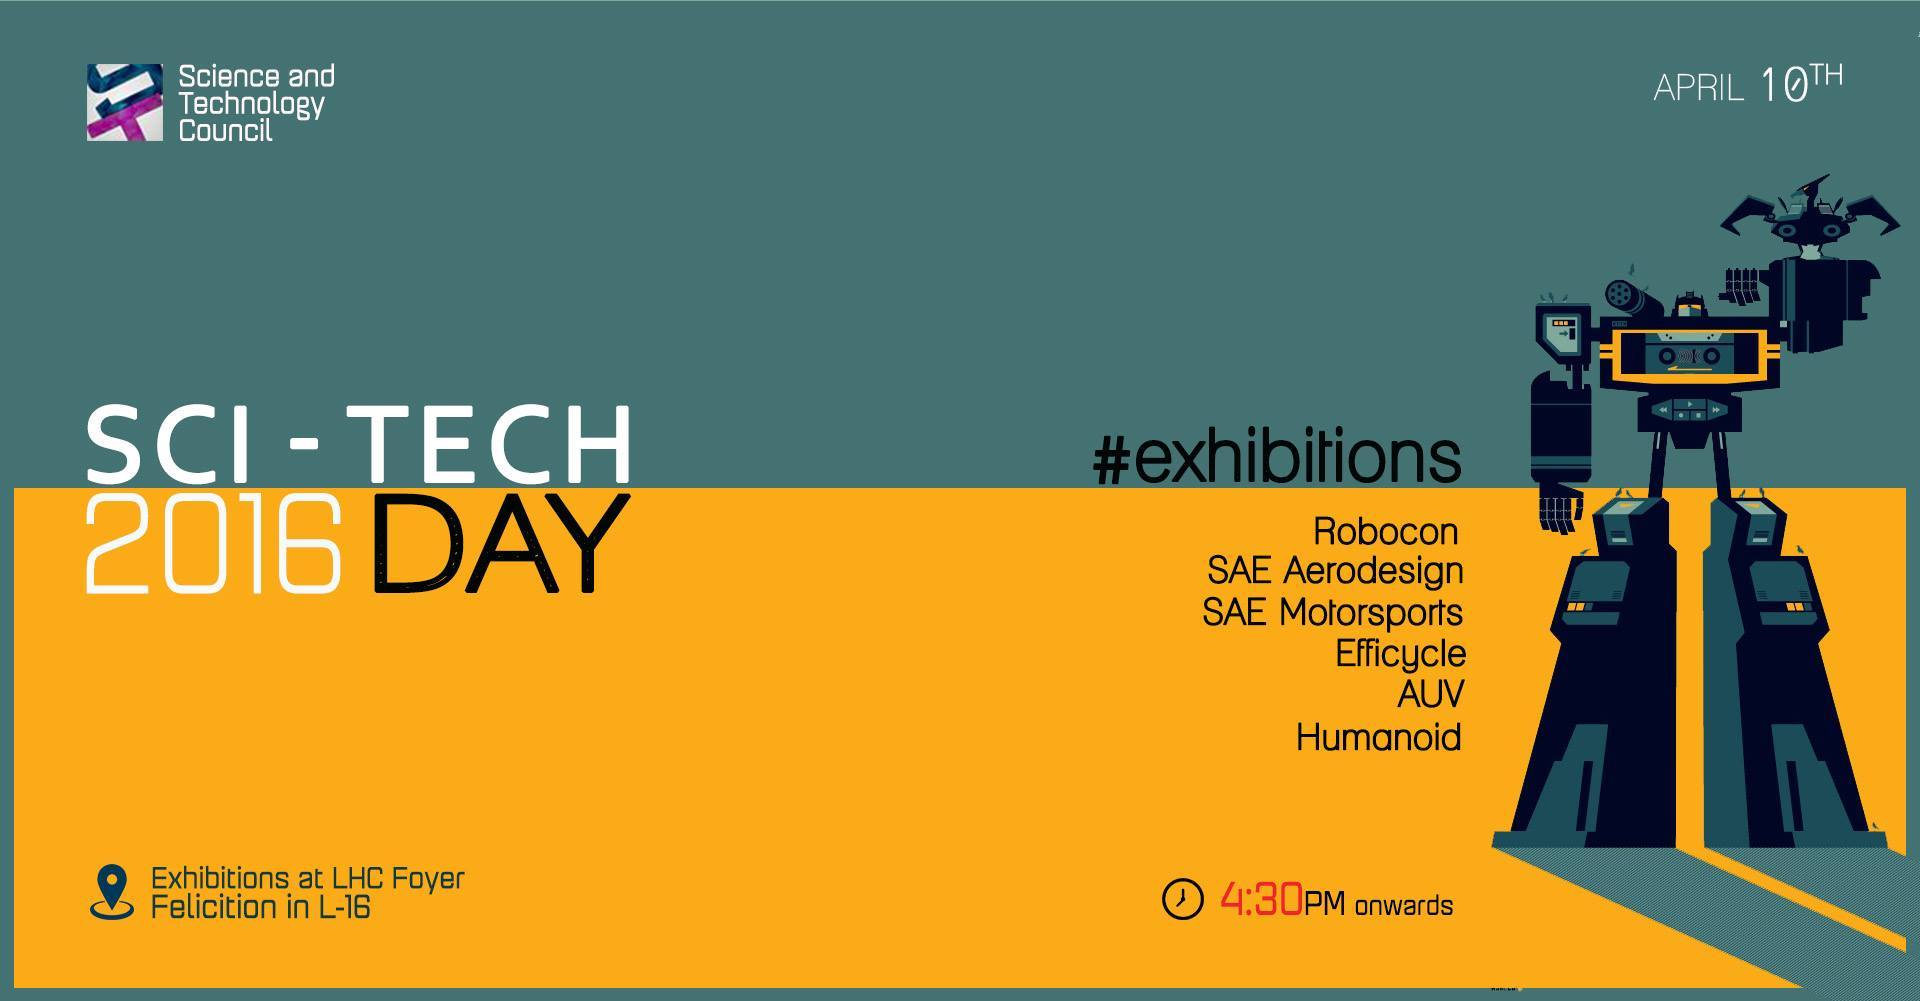 Science and
Technology
Council
APRIL 10TH
SCI - TECH
2016 DAY
#exhibitions
Robocon
SAE Aerodesign
SAE Motorsports
Efficycle
AUV
Humanoid
Exhibitions at LHC Foyer
Felicition in L-16
4:30PM onwards